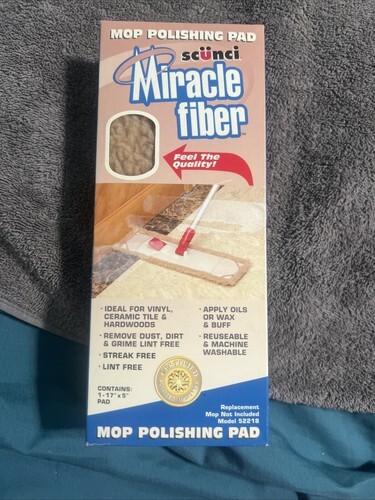 MOP POLISHING PAD
scünci
Miracle
fiber™
Feel The
Quality!
· IDEAL FOR VINYL,
CERAMIC TILE &
HARDWOODS
· REMOVE DUST, DIRT
& GRIME LINT FREE
· STREAK FREE
· LINT FREE
· APPLY OILS
OR WAX
& BUFF
· REUSEABLE
& MACHINE
WASHABLE
CONTAINS:
1-17"x 5"
PAD
Replacement
Mop Not Included
Model 52218
MOP POLISHING PAD